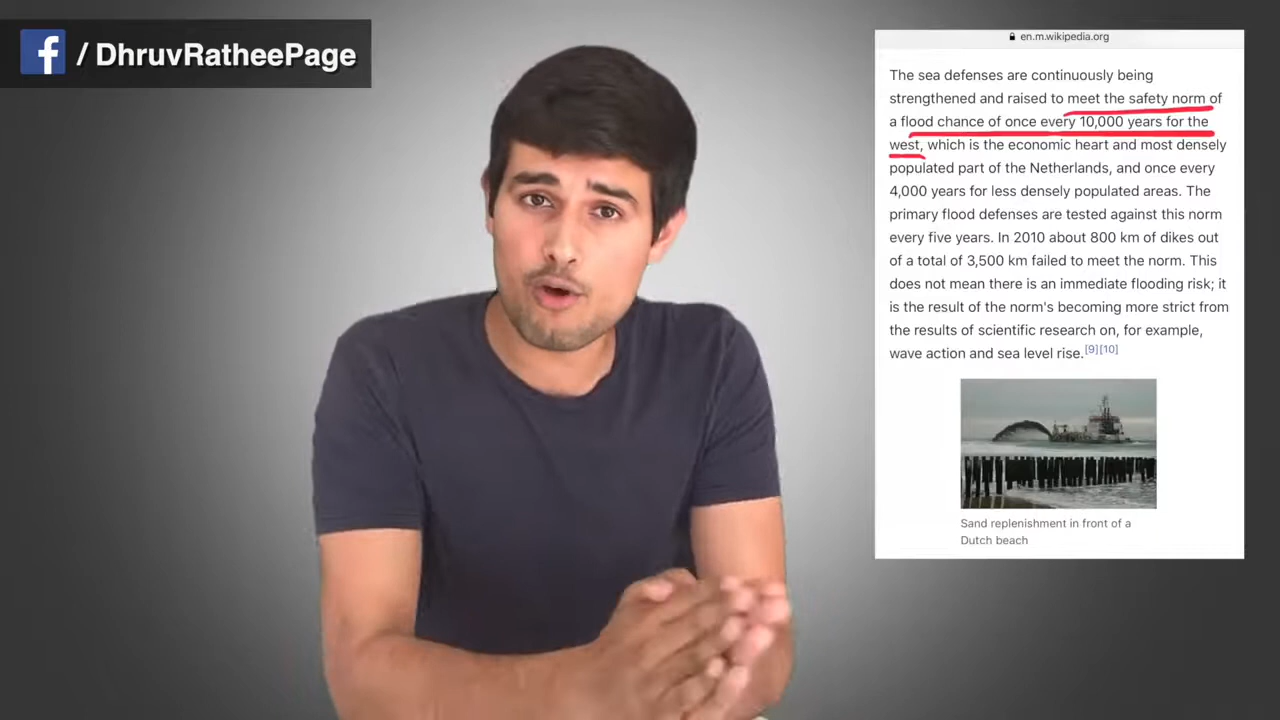 / DhruvRatheePage
en.m.wikipedia.org
The sea defenses are continuously being
strengthened and raised to meet the safety norm of
a flood chance of once every 10,000 years for the
west, which is the economic heart and most densely
populated part of the Netherlands, and once every
4,000 years for less densely populated areas. The
primary flood defenses are tested against this norm
every five years. In 2010 about 800 km of dikes out
of a total of 3,500 km failed to meet the norm. This
does not mean there is an immediate flooding risk; it
is the result of the norm's becoming more strict from
the results of scientific research on, for example,
wave action and sea level rise.[9][10]
Sand replenishment in front of a
Dutch beach